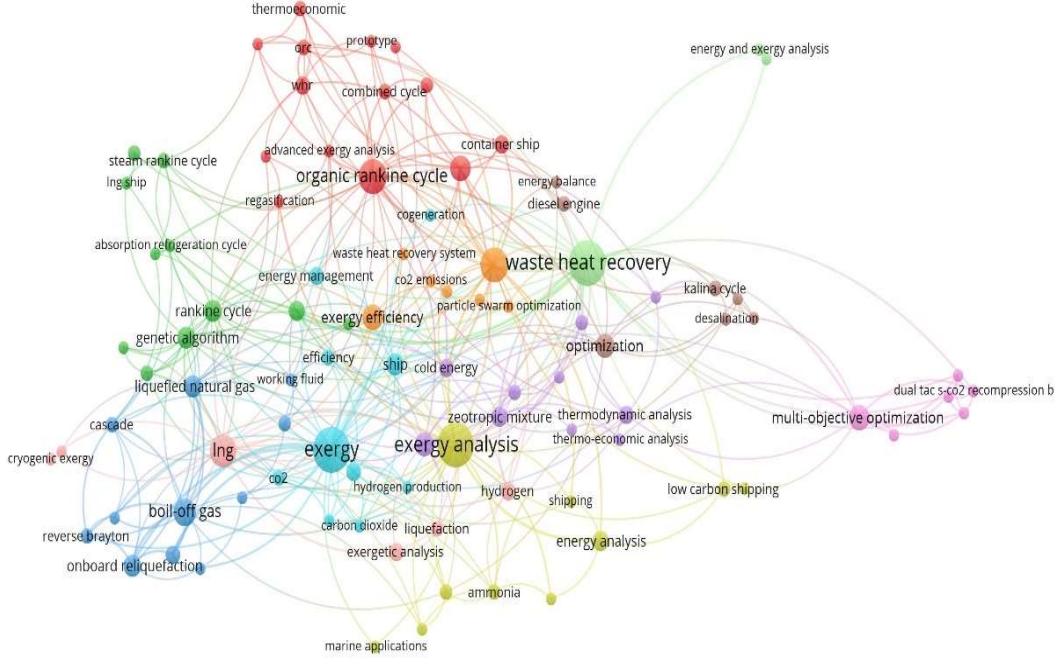 thermoeconomic
orc
prototype
energy and exergy analysis
whr
combined cycle
container ship
advanced exergy analysis
steam rankine cycle
organic rankine cycle
energy balance
lng ship
diesel engine
regasification
cogeneration
absorption refrigeration cycle
waste heat recovery system
waste heat recovery
energy management
co2 emissions
kalina cycle
particle swarm optimization
rankine cycle
exergy efficiency
desalination
genetic algorithm
optimization
efficiency
ship
cold energy
liquefied natural gas
working fluid
dual tac s-co2 recompression b
cascade
zeotropic mixture
thermodynamic analysis
multi-objective optimization
thermo-economic analysis
lng
exergy
exergy analysis
cryogenic exergy
co2
hydrogen production
hydrogen
low carbon shipping
shipping
boil-off gas
carbon dioxide
liquefaction
reverse brayton
exergetic analysis
energy analysis
onboard reliquefaction
ammonia
marine applications